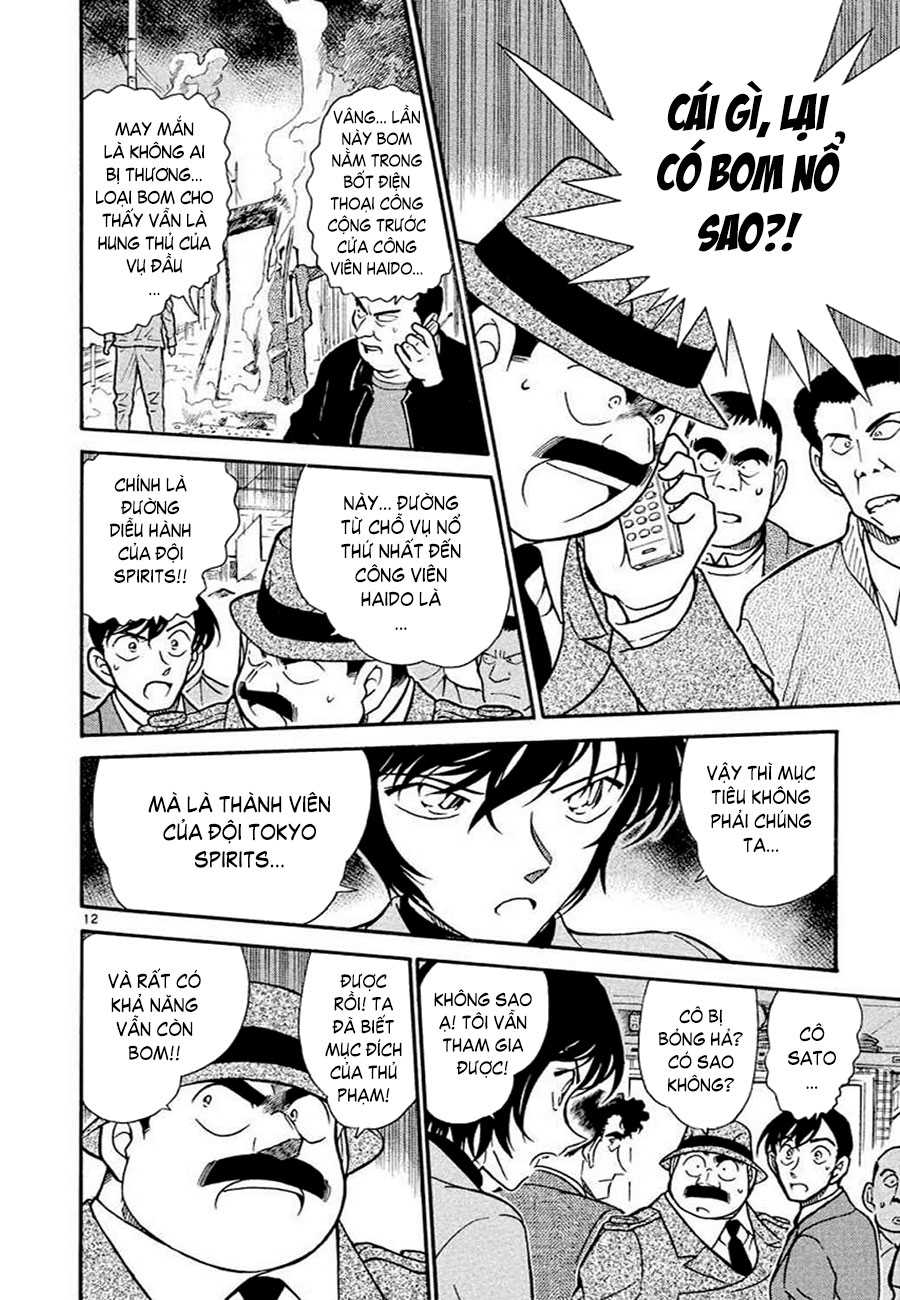 CÁI GÌ, LẠI
CÓ BOM NỔ
SAO?!
VÂNG... LẦN
NÀY BOM
NẰM TRONG
BỐT ĐIỆN
THOẠI CÔNG
CỘNG TRƯỚC
CỬA CÔNG
VIÊN HAIDO...
MAY MẮN
LÀ KHÔNG AI
BỊ THƯƠNG...
LOẠI BOM CHO
THẤY VẪN LÀ
HUNG THỦ CỦA
VỤ ĐẦU
...
NÀY... ĐƯỜNG
TỪ CHỖ VỤ NỔ
THỨ NHẤT ĐẾN
CÔNG VIÊN
HAIDO LÀ
...
CHÍNH LÀ
ĐƯỜNG
DIỄU HÀNH
CỦA ĐỘI
SPIRITS!!
VẬY THÌ MỤC
TIÊU KHÔNG
PHẢI CHÚNG
TA...
MÀ LÀ THÀNH VIÊN
CỦA ĐỘI TOKYO
SPIRITS...
12
CÔ
SATO
...
CÔ BỊ
BỎNG HẢ?
CÓ SAO
KHÔNG?
KHÔNG SAO
Ạ! TÔI VẪN
THAM GIA
ĐƯỢC!
ĐƯỢC
RỒI! TA
ĐÃ BIẾT
MỤC ĐÍCH
CỦA THỦ
PHẠM!
VÀ RẤT CÓ
KHẢ NĂNG
VẪN CÒN
BOM!!